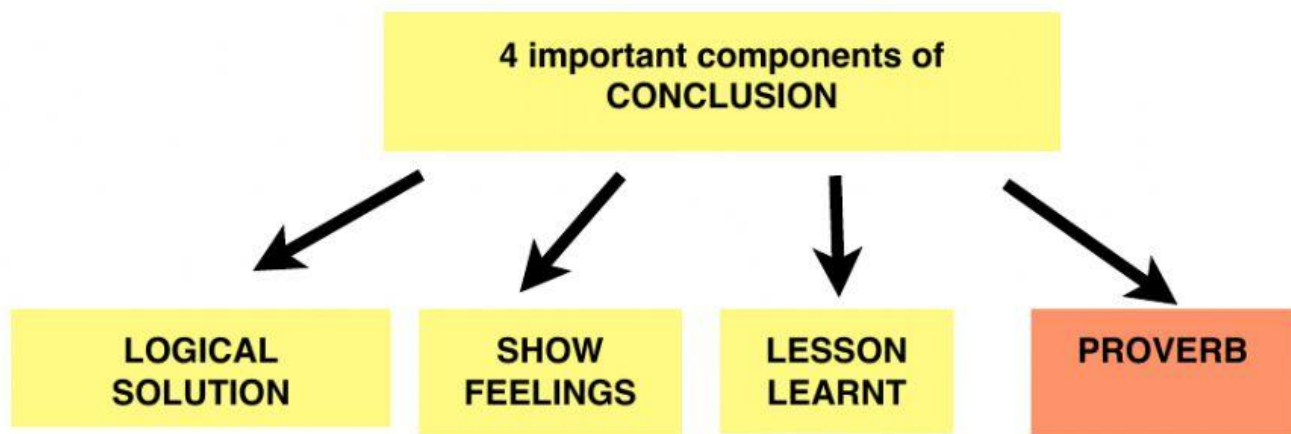 4 important components of
CONCLUSION
LOGICAL
SOLUTION
SHOW
FEELINGS
LESSON
LEARNT
PROVERB